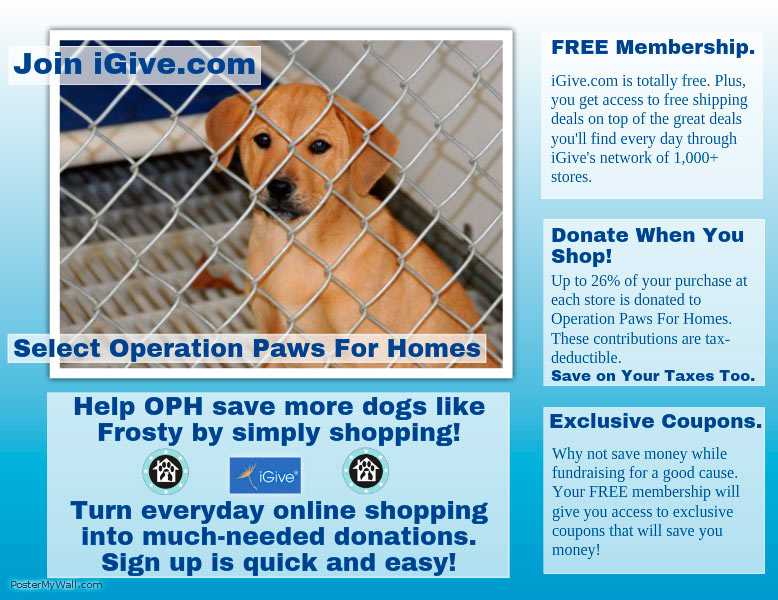 Join iGive.com
Select Operation Paws For Homes
Help OPH save more dogs like
Frosty by simply shopping!
iGive®
Turn everyday online shopping
into much-needed donations.
Sign up is quick and easy!
FREE Membership.
iGive.com is totally free. Plus,
you get access to free shipping
deals on top of the great deals
you'll find every day through
iGive's network of 1,000+
stores.
Donate When You
Shop!
Up to 26% of your purchase at
each store is donated to
Operation Paws For Homes.
These contributions are tax-
deductible.
Save on Your Taxes Too.
Exclusive Coupons.
Why not save money while
fundraising for a good cause.
Your FREE membership will
give you access to exclusive
coupons that will save you
money!
PosterMyWall.com